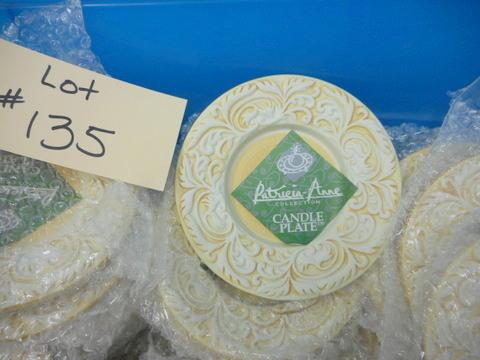 Lot
#135
Patricia-Anne
COLLECTION
CANDLE
PLATE